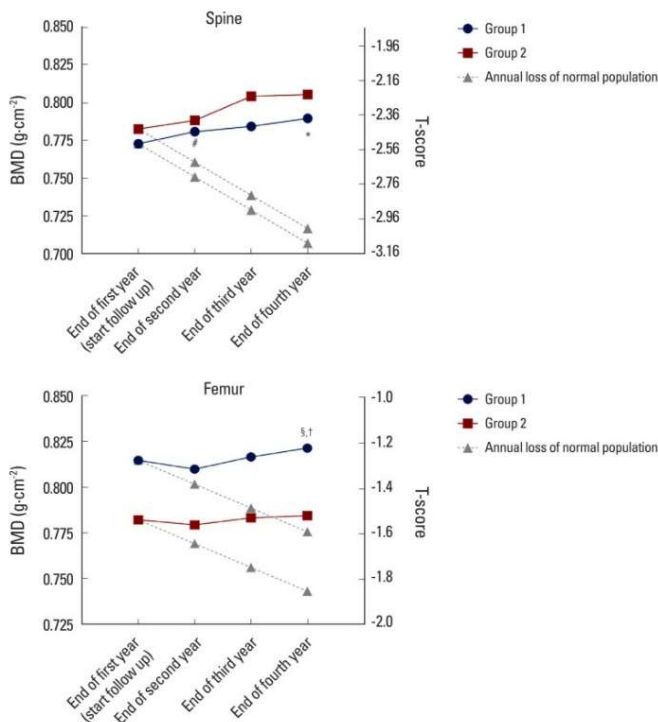 Spine
0.850
0.825
0.800
0.775
0.750
0.725
0.700
BMD (g·cm-2)
-1.96
-2.16
-2.36
-2.56
-2.76
-2.96
-3.16
T-score
#
*
End of first year
(start follow up)
End of second year
End of third year
End of fourth year
Group 1
Group 2
Annual loss of normal population
Femur
0.850
0.825
0.800
0.775
0.750
0.725
BMD (g·cm-2)
-1.0
-1.2
-1.4
-1.6
-1.8
-2.0
T-score
§,†
End of first year
(start follow up)
End of second year
End of third year
End of fourth year
Group 1
Group 2
Annual loss of normal population